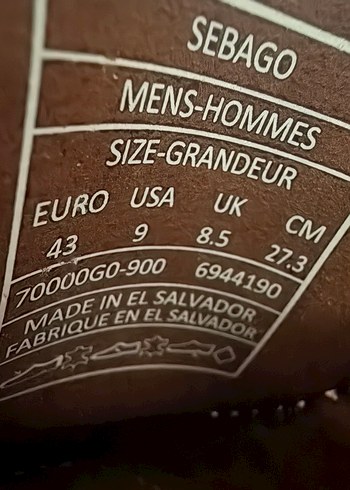 SEBAGO
MENS-HOMMES
SIZE-GRANDEUR
EURO USA UK CM
43 9 8.5 27.3
70000G0-900 6944190
MADE IN EL SALVADOR
FABRIQUE EN EL SALVADOR